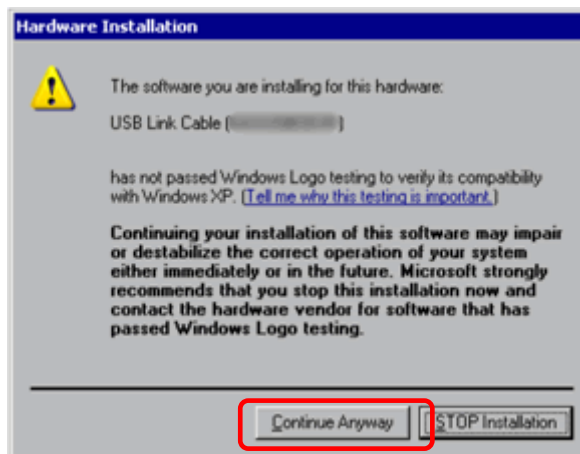 Hardware Installation
The software you are installing for this hardware:
USB Link Cable ( )
has not passed Windows Logo testing to verify its compatibility
with Windows XP. (Tell me why this testing is important.)
Continuing your installation of this software may impair
or destabilize the correct operation of your system
either immediately or in the future. Microsoft strongly
recommends that you stop this installation now and
contact the hardware vendor for software that has
passed Windows Logo testing.
Continue Anyway STOP Installation